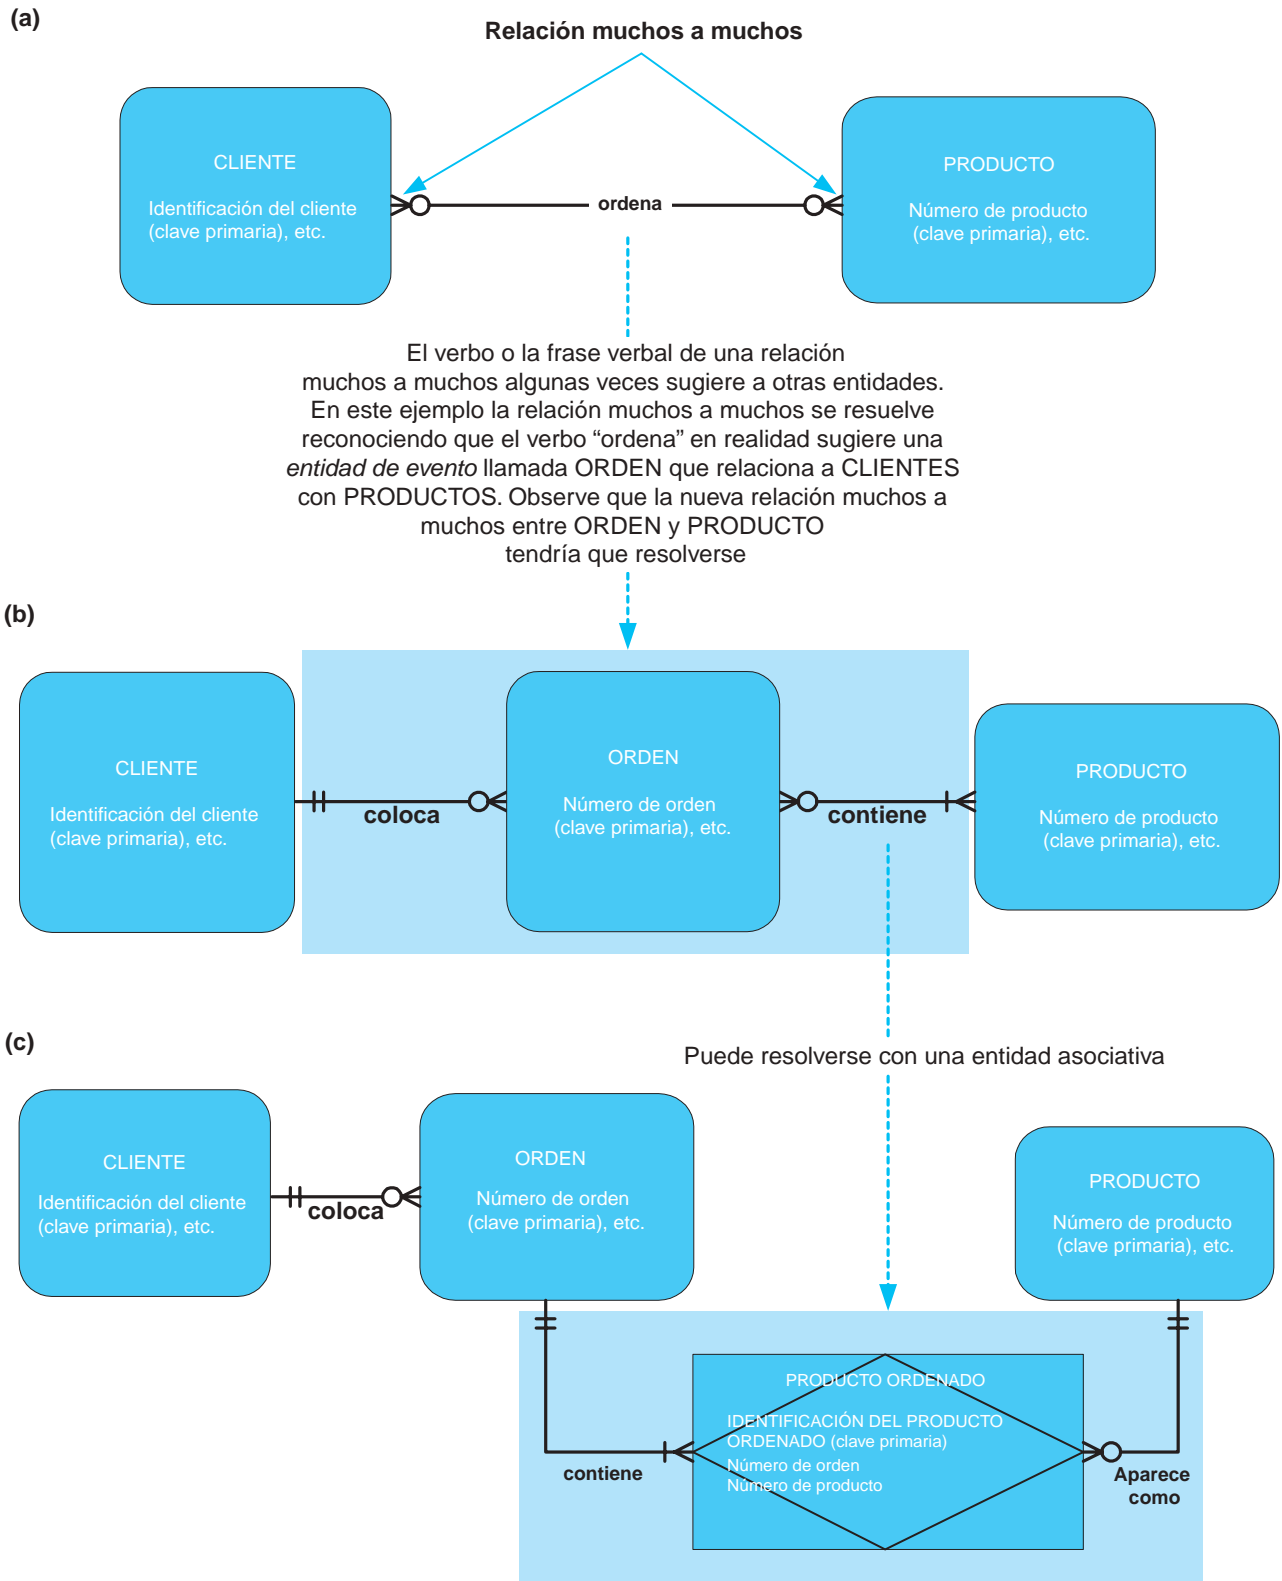 (a)
Relación muchos a muchos
CLIENTE
Identificación del cliente
(clave primaria), etc.
ordena
PRODUCTO
Número de producto
(clave primaria), etc.
El verbo o la frase verbal de una relación
muchos a muchos algunas veces sugiere a otras entidades.
En este ejemplo la relación muchos a muchos se resuelve
reconociendo que el verbo “ordena” en realidad sugiere una
entidad de evento llamada ORDEN que relaciona a CLIENTES
con PRODUCTOS. Observe que la nueva relación muchos a
muchos entre ORDEN y PRODUCTO
tendría que resolverse
(b)
CLIENTE
Identificación del cliente
(clave primaria), etc.
coloca
ORDEN
Número de orden
(clave primaria), etc.
contiene
PRODUCTO
Número de producto
(clave primaria), etc.
(c)
Puede resolverse con una entidad asociativa
CLIENTE
Identificación del cliente
(clave primaria), etc.
coloca
ORDEN
Número de orden
(clave primaria), etc.
PRODUCTO
Número de producto
(clave primaria), etc.
contiene
PRODUCTO ORDENADO
IDENTIFICACIÓN DEL PRODUCTO
ORDENADO (clave primaria)
Número de orden
Número de producto
Aparece
como